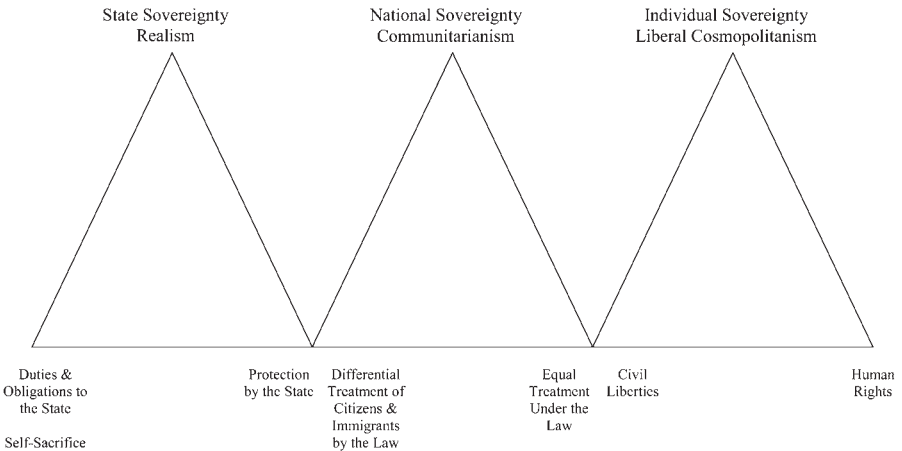 State Sovereignty
Realism
National Sovereignty
Communitarianism
Individual Sovereignty
Liberal Cosmopolitanism
Duties &
Obligations to
the State
Self-Sacrifice
Protection
by the State
Differential
Treatment of
Citizens &
Immigrants
by the Law
Equal
Treatment
Under the
Law
Civil
Liberties
Human
Rights